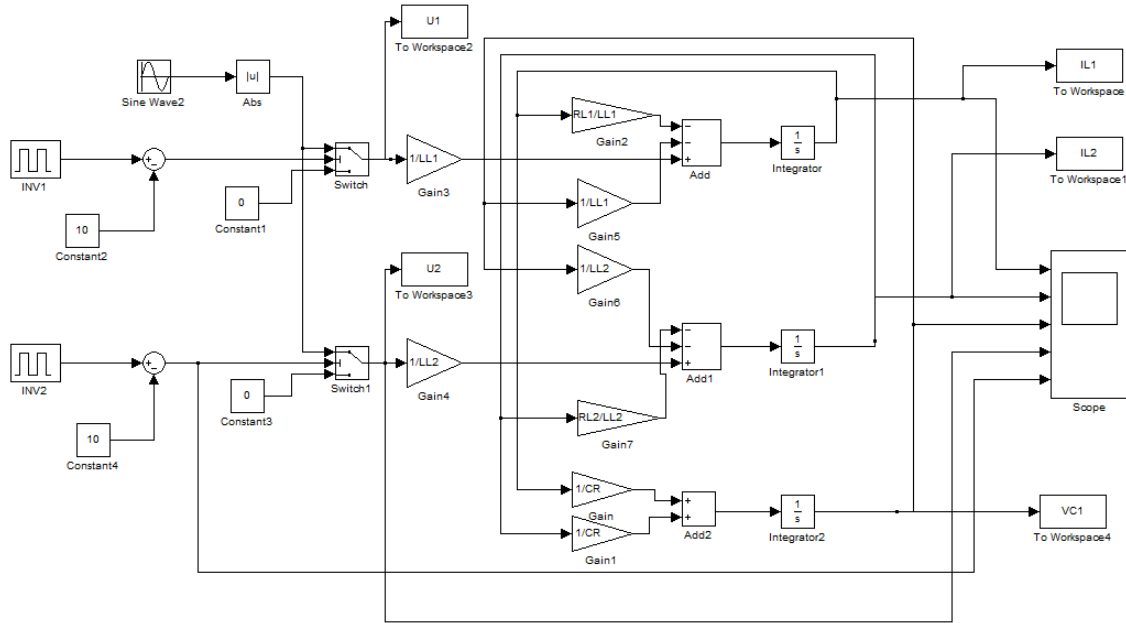 U1
To Workspace2
|u|
Sine Wave2
Abs
INV1
10
Constant2
0
Constant1
Switch
1/LL1
Gain3
RL1/LL1
Gain2
1/LL1
Gain5
Add
1
s
Integrator
IL1
To Workspace
IL2
To Workspace1
U2
To Workspace3
1/LL2
Gain6
INV2
10
Constant4
0
Constant3
Switch1
1/LL2
Gain4
RL2/LL2
Gain7
Add1
1
s
Integrator1
Scope
1/CR
Gain
1/CR
Gain1
Add2
1
s
Integrator2
VC1
To Workspace4